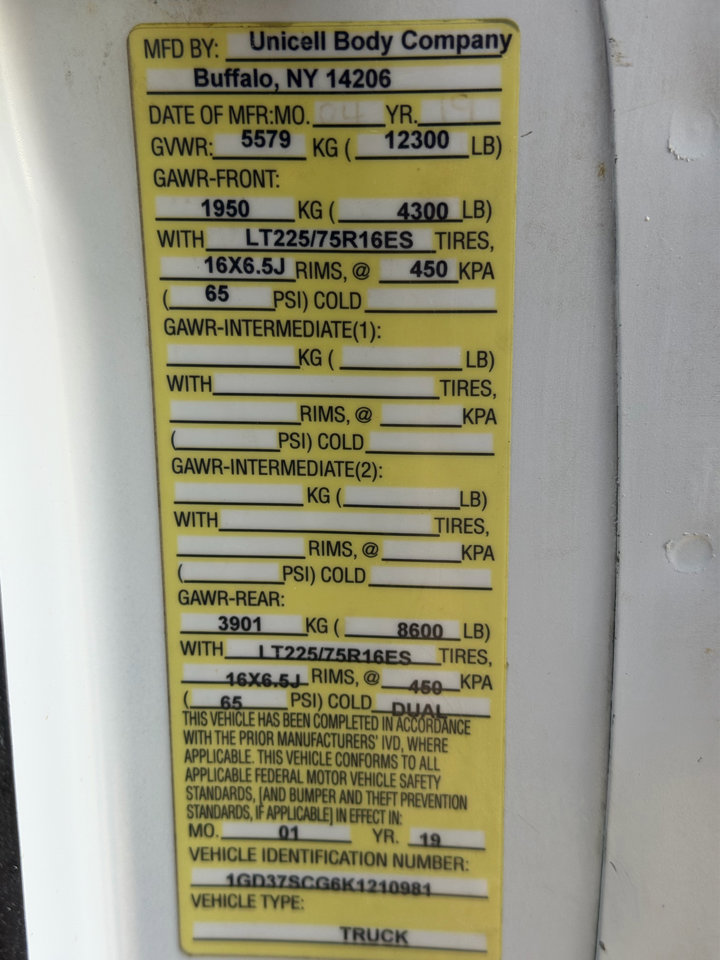 MFD BY: Unicell Body Company
Buffalo, NY 14206
DATE OF MFR:MO. 04 YR. 19
GVWR: 5579 KG ( 12300 LB)
GAWR-FRONT:
1950 KG ( 4300 LB)
WITH LT225/75R16ES TIRES,
16X6.5J RIMS, @ 450 KPA
( 65 PSI) COLD
GAWR-INTERMEDIATE(1):
KG ( LB)
WITH TIRES,
RIMS, @ KPA
( PSI) COLD
GAWR-INTERMEDIATE(2):
KG ( LB)
WITH TIRES,
RIMS, @ KPA
( PSI) COLD
GAWR-REAR:
3901 KG ( 8600 LB)
WITH LT225/75R16ES TIRES,
16X6.5J RIMS, @ 450 KPA
( 65 PSI) COLD DUAL
THIS VEHICLE HAS BEEN COMPLETED IN ACCORDANCE
WITH THE PRIOR MANUFACTURERS' IVD, WHERE
APPLICABLE. THIS VEHICLE CONFORMS TO ALL
APPLICABLE FEDERAL MOTOR VEHICLE SAFETY
STANDARDS, [AND BUMPER AND THEFT PREVENTION
STANDARDS, IF APPLICABLE] IN EFFECT IN:
MO. 01 YR. 19
VEHICLE IDENTIFICATION NUMBER:
1GD37SCG6K1210981
VEHICLE TYPE:
TRUCK